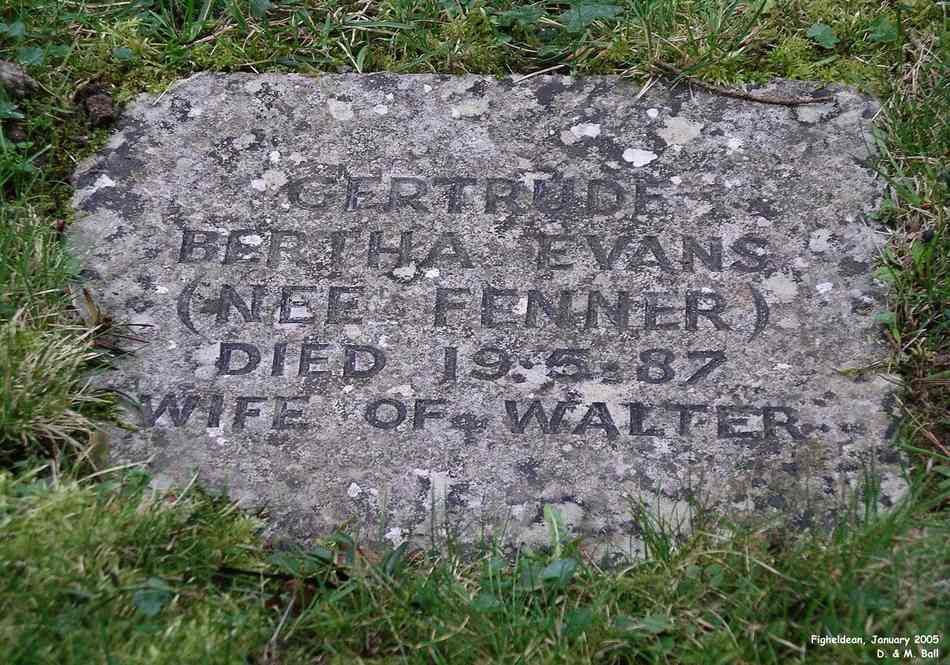 GERTRUDE
BERTHA EVANS
(NEE FENNER)
DIED 19·5·87
WIFE OF WALTER
Figheldean, January 2005
D. & M. Ball